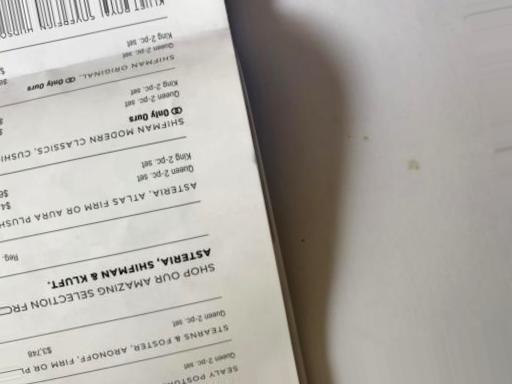 SEALY POSTUR
Queen 2-pc. set
STEARNS & FOSTER, ARONOFF, FIRM OR PL
Queen 2-pc. set $3,748
SHOP OUR AMAZING SELECTION FRO
ASTERIA, SHIFMAN & KLUFT.
Reg.
ASTERIA, ATLAS FIRM OR AURA PLUSH
Queen 2-pc. set $4
King 2-pc. set $6
SHIFMAN MODERN CLASSICS, CUSHI
Only Ours
Queen 2-pc. set
King 2-pc. set
SHIFMAN ORIGINAL, Only Ours
Queen 2-pc. set
King 2-pc. set
KLUFT ROYAL SOVEREIGN HUDSO